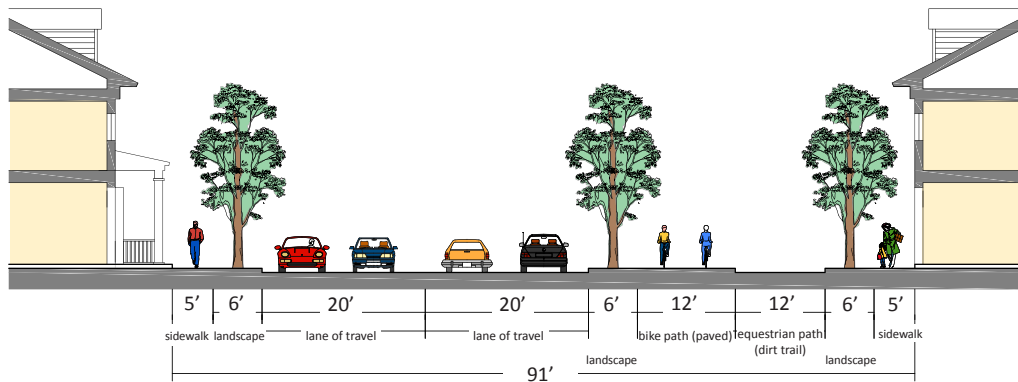 5’ 6’ 20’ 20’ 6’ 12’ 12’ 6’ 5’
sidewalk landscape lane of travel lane of travel bike path (paved) equestrian path sidewalk
(dirt trail)
landscape landscape
91’